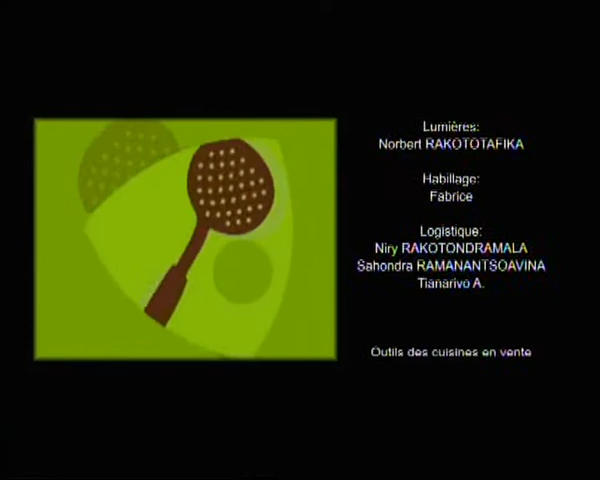 Lumières:
Norbert RAKOTOTAFIKA
Habillage:
Fabrice
Logistique:
Niry RAKOTONDRAMALA
Sahondra RAMANANTSOAVINA
Tianarivo A.
Outils des cuisines en vente